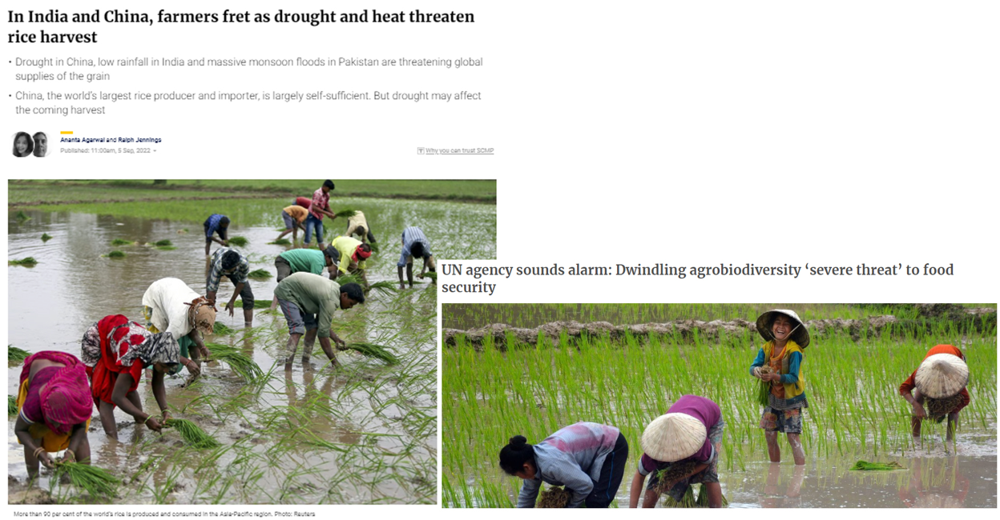 In India and China, farmers fret as drought and heat threaten
rice harvest
• Drought in China, low rainfall in India and massive monsoon floods in Pakistan are threatening global
supplies of the grain
• China, the world's largest rice producer and importer, is largely self-sufficient. But drought may affect
the coming harvest
Ananta Agarwal and Ralph Jennings
Published: 11:00am, 5 Sep, 2022
Why you can trust SCMP
UN agency sounds alarm: Dwindling agrobiodiversity ‘severe threat’ to food
security
More than 90 per cent of the world's rice is produced and consumed in the Asia-Pacific region. Photo: Reuters